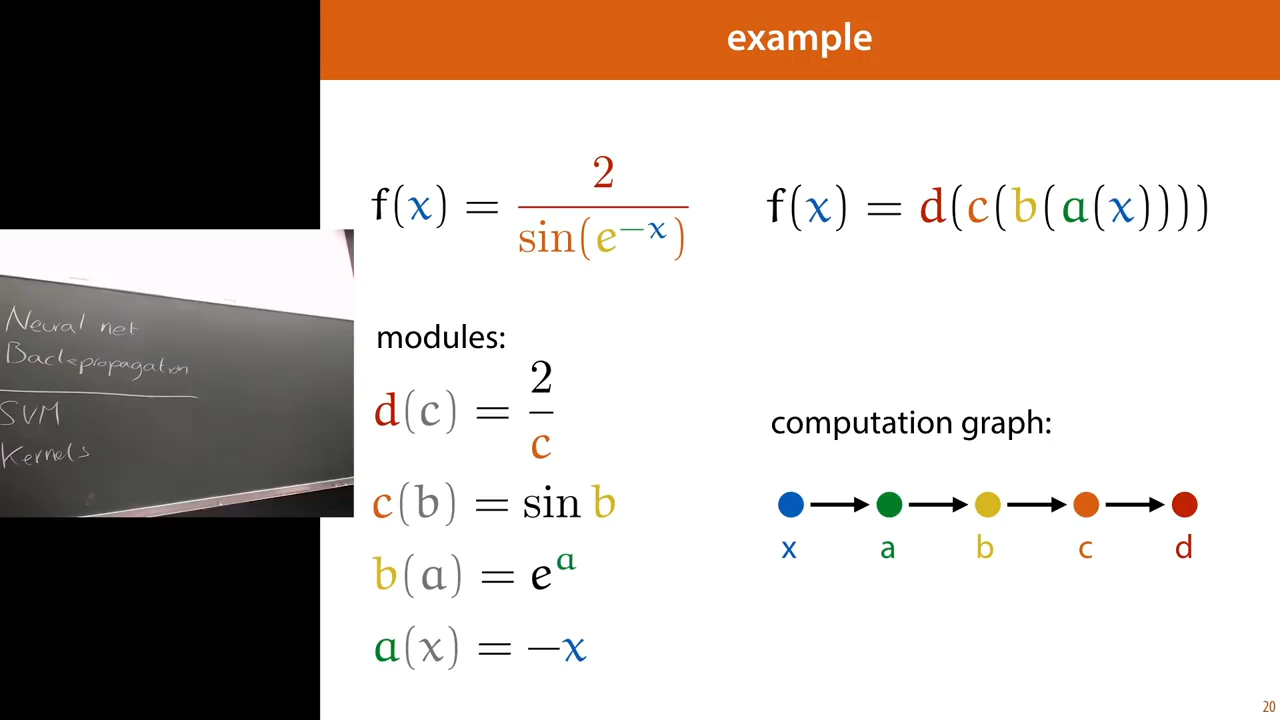 example
f(x) = 2 / sin(e^{-x})
f(x) = d(c(b(a(x))))
modules:
d(c) = 2 / c
c(b) = sin b
b(a) = e^a
a(x) = −x
computation graph:
x a b c d
Neural net
Backpropagation
SVM
Kernels
20